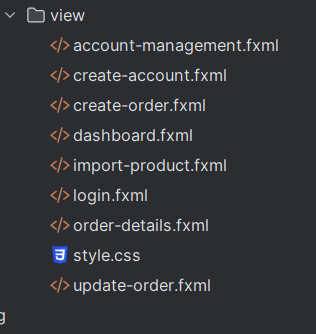 view
account-management.fxml
create-account.fxml
create-order.fxml
dashboard.fxml
import-product.fxml
login.fxml
order-details.fxml
style.css
update-order.fxml
g